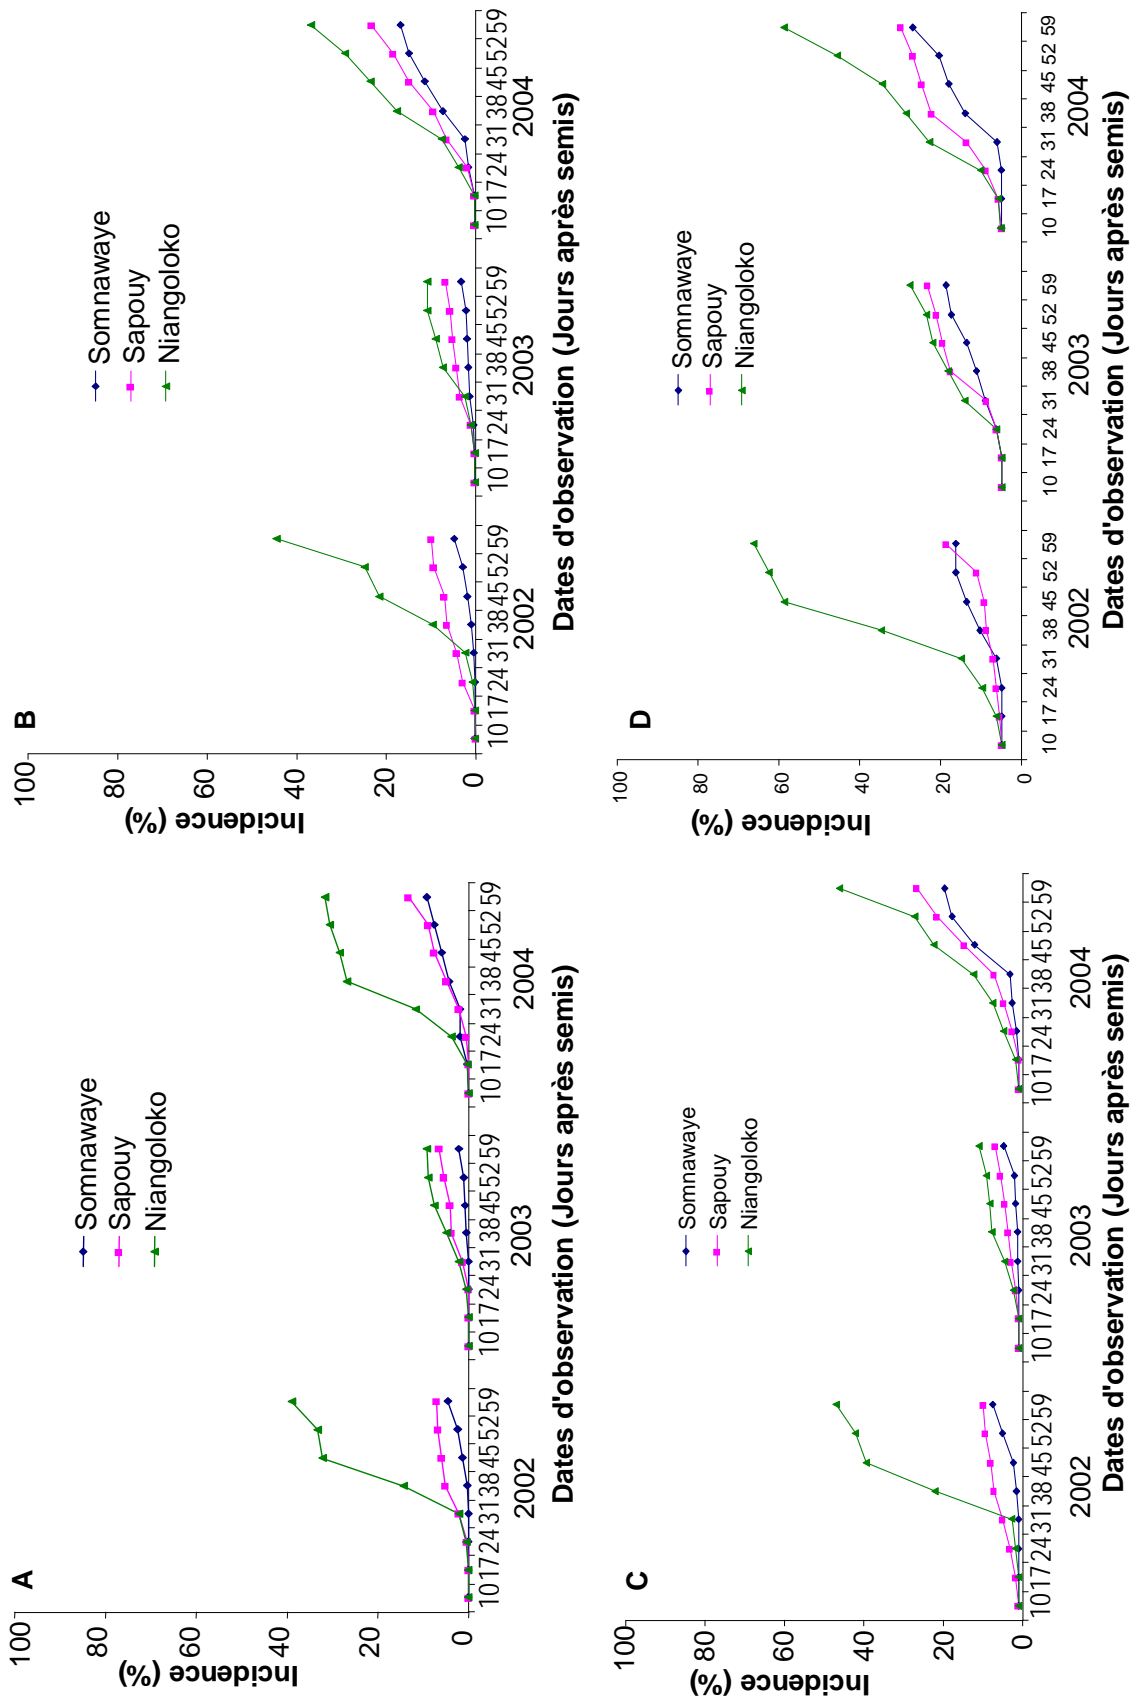 A
Incidence (%)
100
80
60
40
20
0
Somnawaye
Sapouy
Niangoloko
10 17 24 31 38 45 52 59 10 17 24 31 38 45 52 59 10 17 24 31 38 45 52 59
2002 2003 2004
Dates d'observation (Jours après semis)
B
Incidence (%)
100
80
60
40
20
0
Somnawaye
Sapouy
Niangoloko
10 17 24 31 38 45 52 59 10 17 24 31 38 45 52 59 10 17 24 31 38 45 52 59
2002 2003 2004
Dates d'observation (Jours après semis)
C
Incidence (%)
100
80
60
40
20
0
Somnawaye
Sapouy
Niangoloko
10 17 24 31 38 45 52 59 10 17 24 31 38 45 52 59 10 17 24 31 38 45 52 59
2002 2003 2004
Dates d'observation (Jours après semis)
D
Incidence (%)
100
80
60
40
20
0
Somnawaye
Sapouy
Niangoloko
10 17 24 31 38 45 52 59 10 17 24 31 38 45 52 59 10 17 24 31 38 45 52 59
2002 2003 2004
Dates d'observation (Jours après semis)